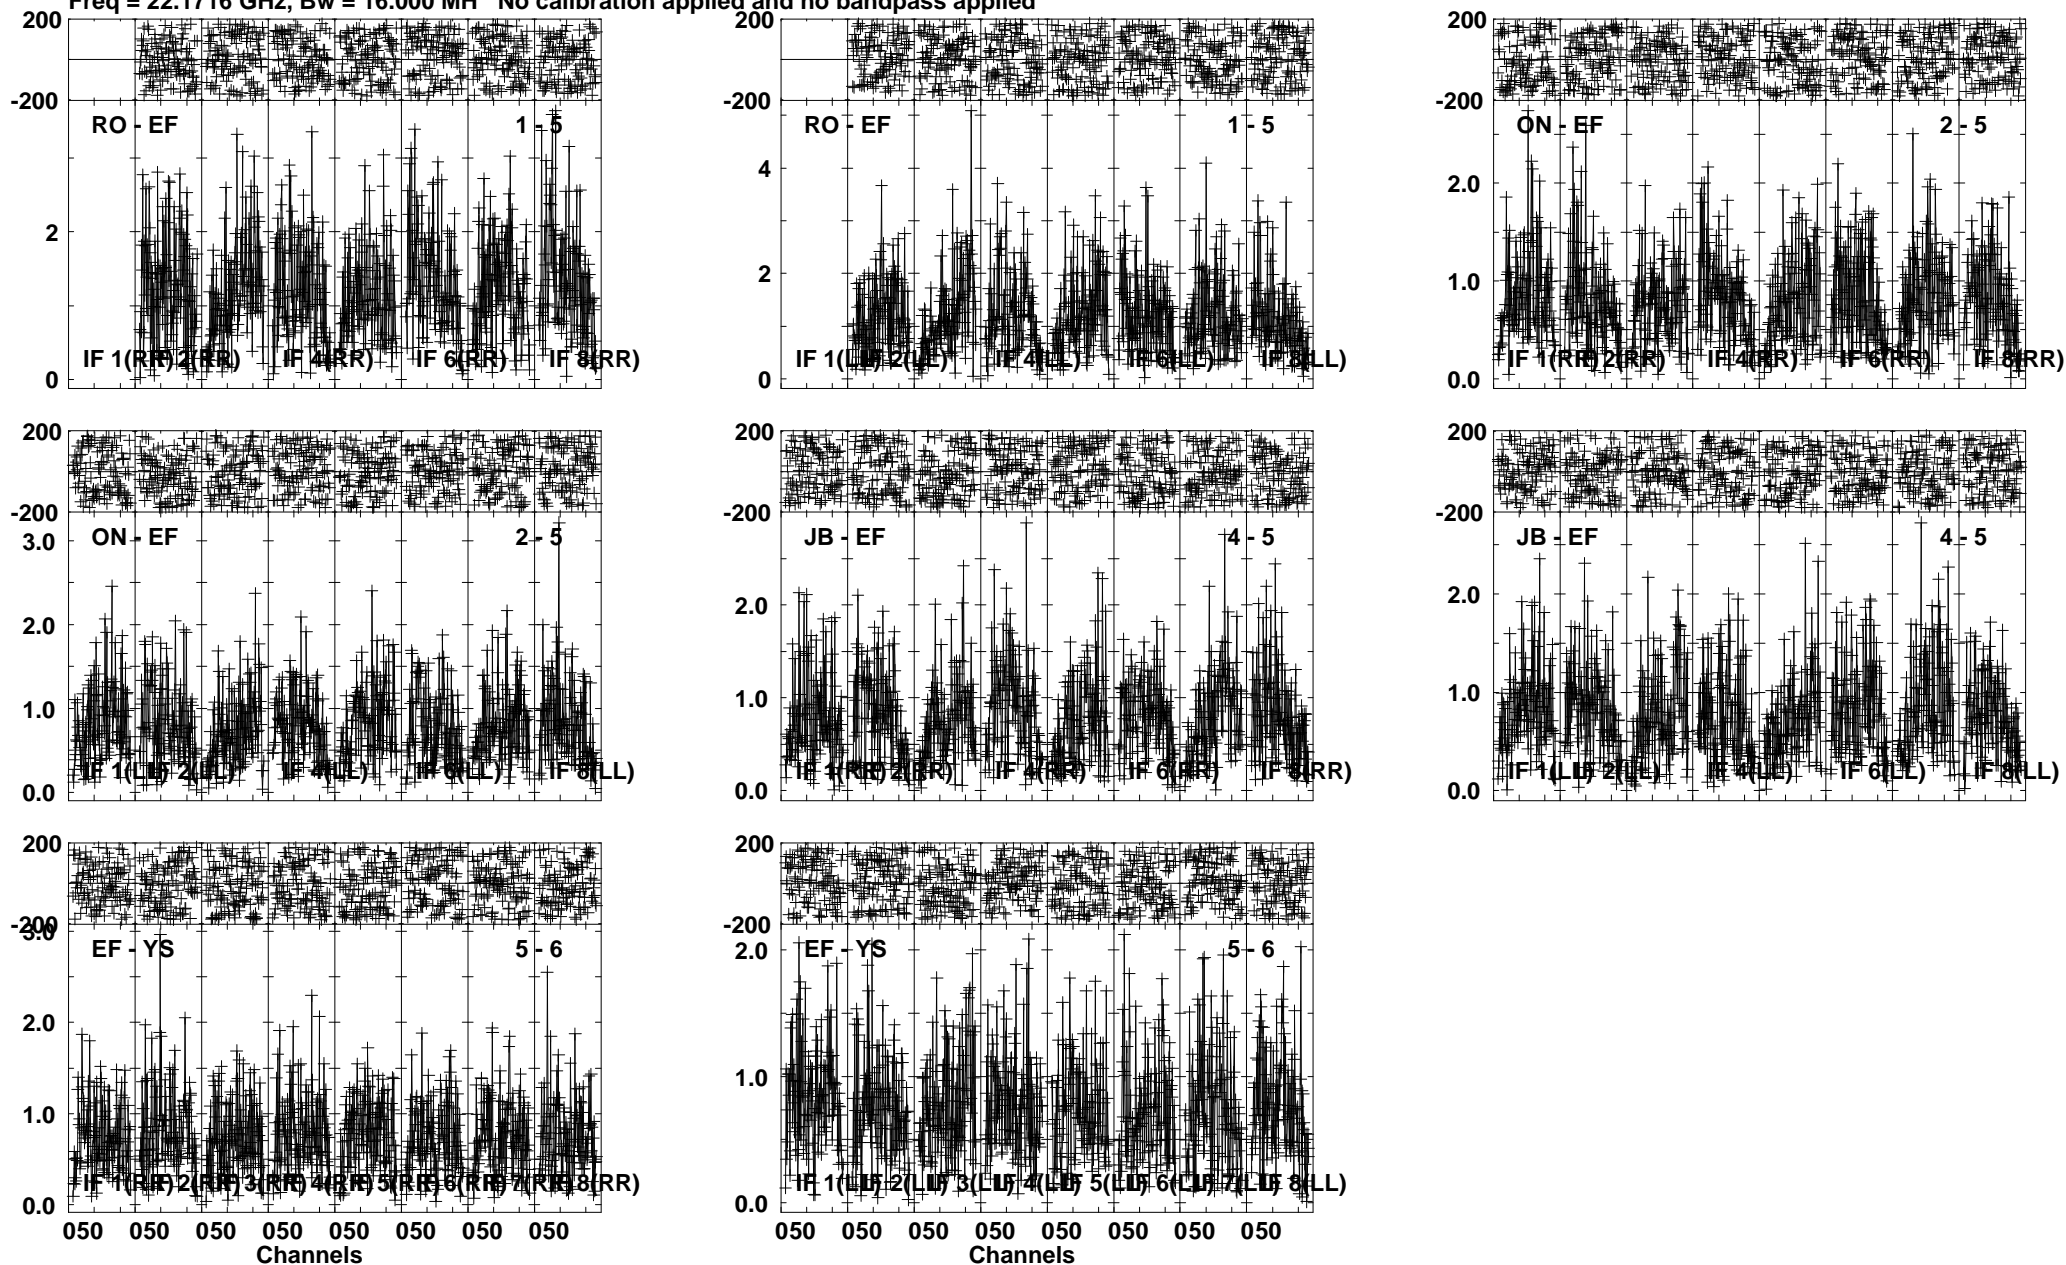 Freq = 22.1716 GHz, Bw = 16.000 MH No calibration applied and no bandpass applied
200
-200
RO - EF 1 - 5
2
0
IF 1(RR) 2(RR) IF 4(RR) IF 6(RR) IF 8(RR)
200
-200
RO - EF 1 - 5
4
2
0
IF 1(LL) IF 2(LL) IF 4(LL) IF 6(LL) IF 8(LL)
200
-200
ON - EF 2 - 5
2.0
1.0
0.0
IF 1(RR) 2(RR) IF 4(RR) IF 6(RR) IF 8(RR)
200
-200
ON - EF 2 - 5
3.0
2.0
1.0
0.0
IF 1(LL) IF 2(LL) IF 4(LL) IF 6(LL) IF 8(LL)
200
-200
JB - EF 4 - 5
2.0
1.0
0.0
IF 1(RR) 2(RR) IF 4(RR) IF 6(RR) IF 8(RR)
200
-200
JB - EF 4 - 5
2.0
1.0
0.0
IF 1(LL) IF 2(LL) IF 4(LL) IF 6(LL) IF 8(LL)
200
-200
EF - YS 5 - 6
3.0
2.0
1.0
0.0
IF 1(RR) 2(RR) 3(RR) 4(RR) 5(RR) 6(RR) 7(RR) 8(RR)
050 050 050 050 050 050 050 050
Channels
200
-200
EF - YS 5 - 6
2.0
1.0
0.0
IF 1(LL) IF 2(LL) IF 3(LL) IF 4(LL) IF 5(LL) IF 6(LL) IF 7(LL) IF 8(LL)
050 050 050 050 050 050 050 050
Channels